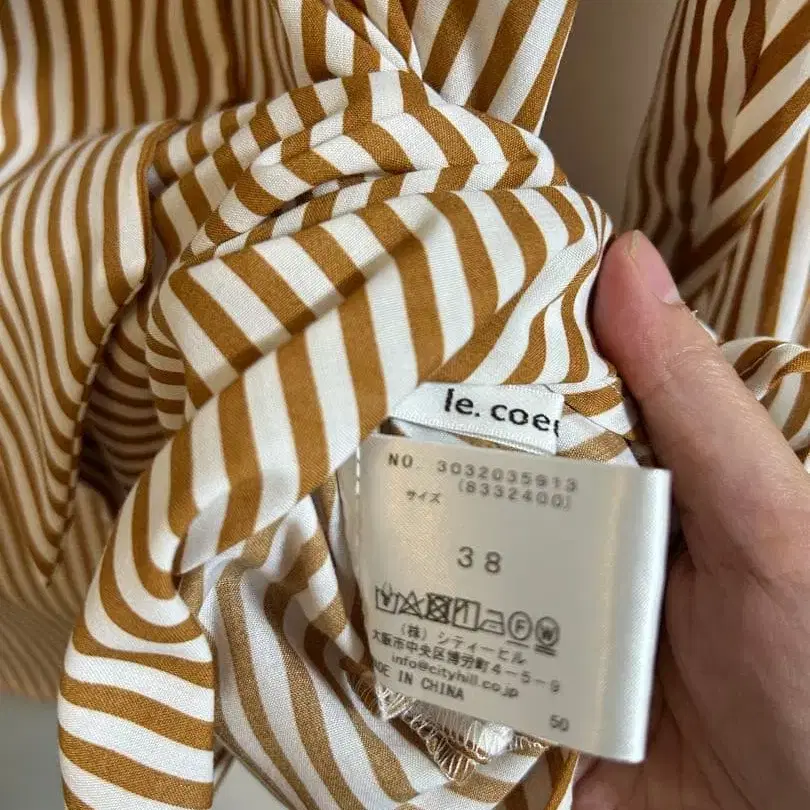 le. coeu
NO. 3032035913
(8332400)
サイズ
38
F W
(株) シティーヒル
大阪市中央区博労町4-5-9
info@cityhill.co.jp
MADE IN CHINA
50